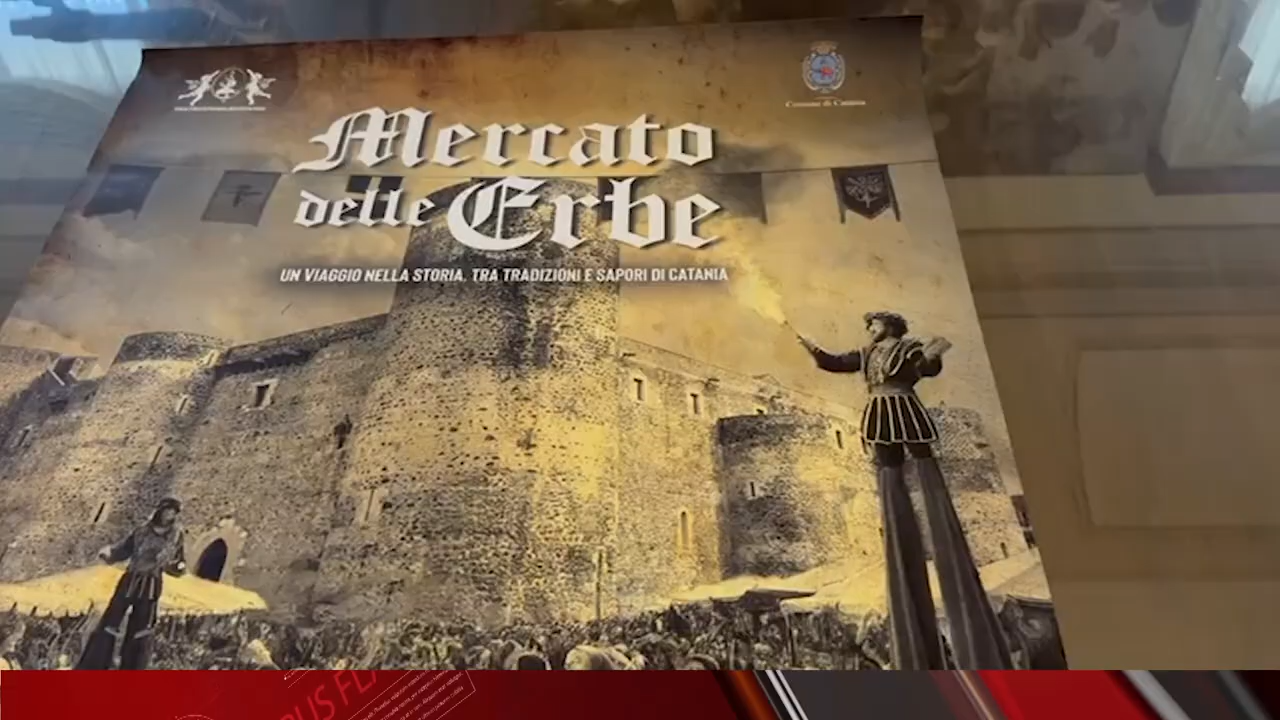 Mercato
delle Erbe
UN VIAGGIO NELLA STORIA, TRA TRADIZIONI E SAPORI DI CATANIA
Comune di Catania